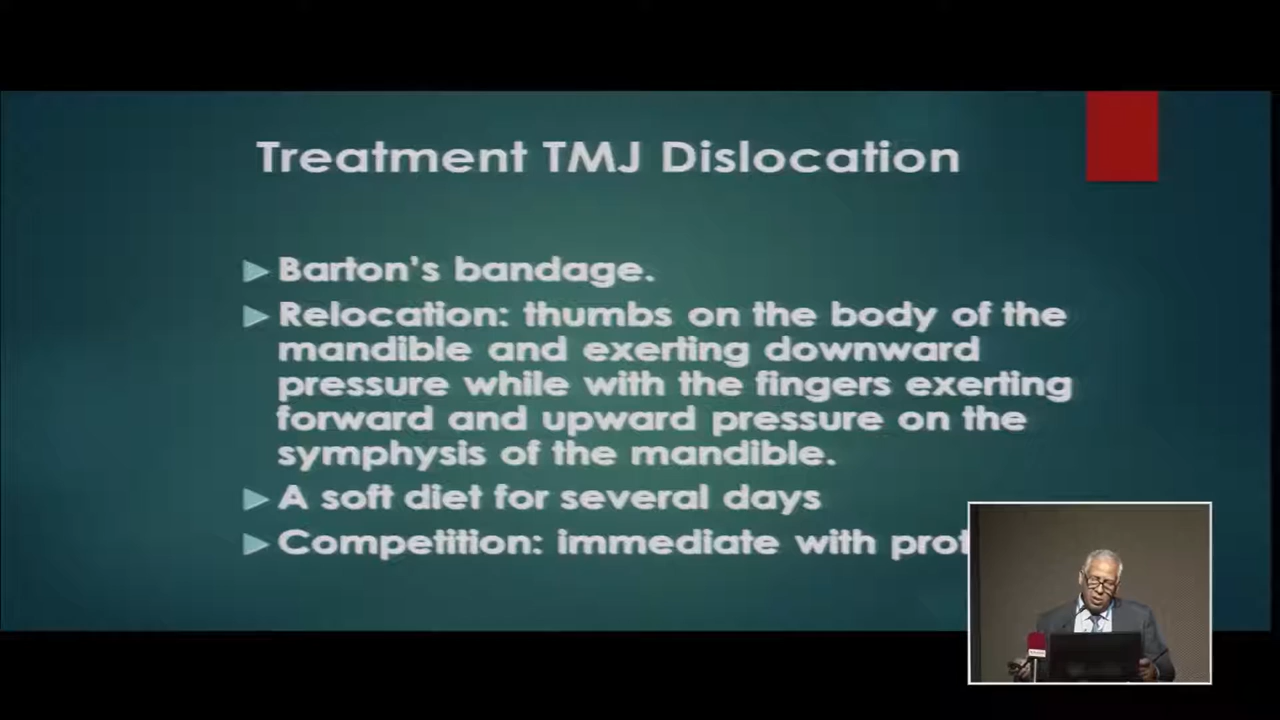 Treatment TMJ Dislocation
Barton's bandage.
Relocation: thumbs on the body of the
mandible and exerting downward
pressure while with the fingers exerting
forward and upward pressure on the
symphysis of the mandible.
A soft diet for several days
Competition: immediate with